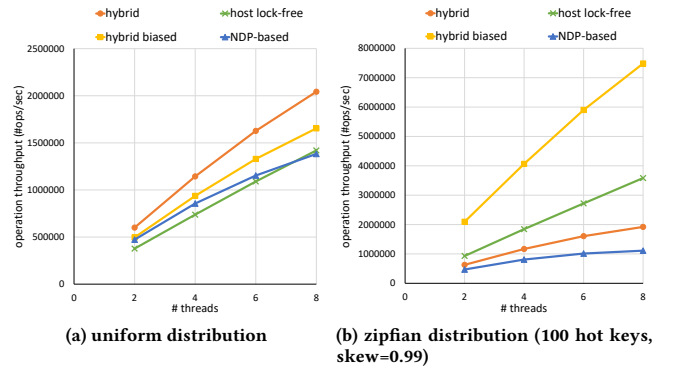 hybrid
host lock-free
hybrid biased
NDP-based
operation throughput (#ops/sec)
2500000
2000000
1500000
1000000
500000
0
0 2 4 6 8
# threads
(a) uniform distribution
hybrid
host lock-free
hybrid biased
NDP-based
operation throughput (#ops/sec)
8000000
7000000
6000000
5000000
4000000
3000000
2000000
1000000
0
0 2 4 6 8
# threads
(b) zipfian distribution (100 hot keys,
skew=0.99)